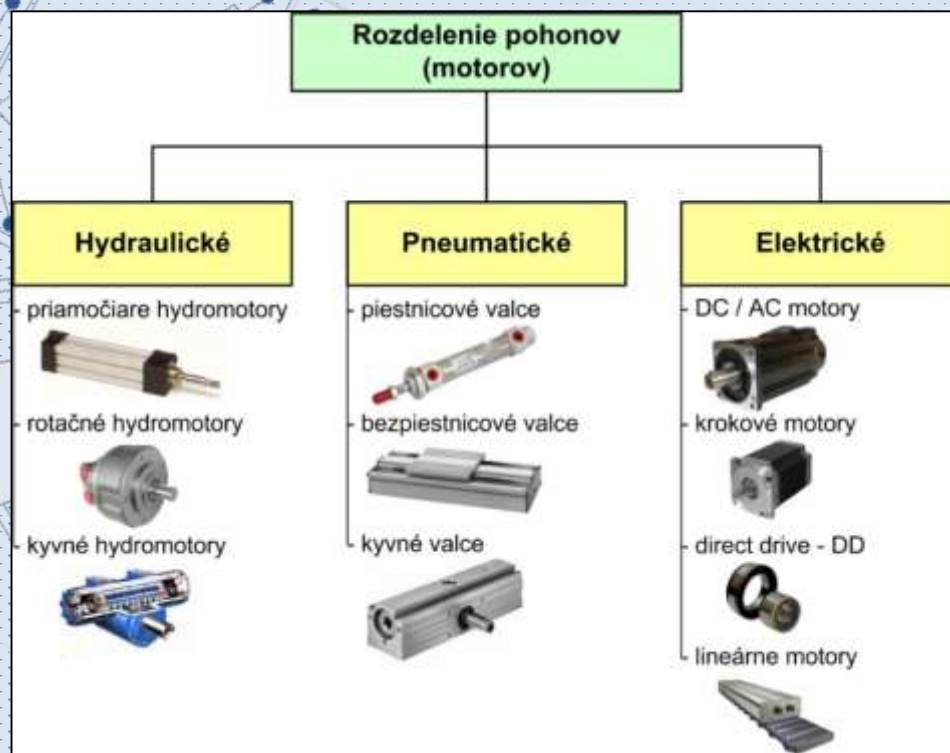 Rozdelenie pohonov
(motorov)
Hydraulické
- priamočiare hydromotory
- rotačné hydromotory
- kyvné hydromotory
Pneumatické
- piestnicové valce
- bezpiestnicové valce
- kyvné valce
Elektrické
- DC / AC motory
- krokové motory
- direct drive - DD
- lineárne motory